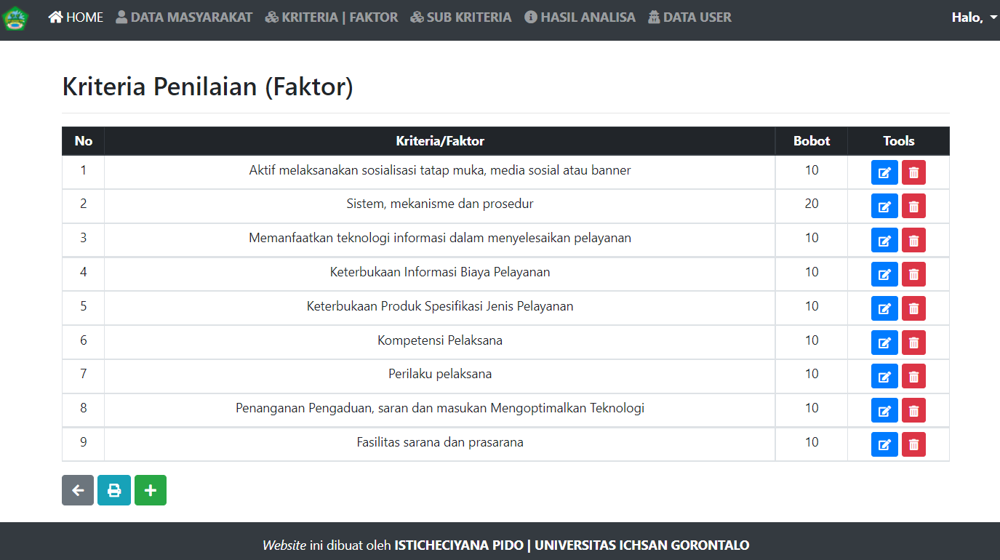 HOME DATA MASYARAKAT KRITERIA | FAKTOR SUB KRITERIA HASIL ANALISA DATA USER Halo,
Kriteria Penilaian (Faktor)
No Kriteria/Faktor Bobot Tools
1 Aktif melaksanakan sosialisasi tatap muka, media sosial atau banner 10
2 Sistem, mekanisme dan prosedur 20
3 Memanfaatkan teknologi informasi dalam menyelesaikan pelayanan 10
4 Keterbukaan Informasi Biaya Pelayanan 10
5 Keterbukaan Produk Spesifikasi Jenis Pelayanan 10
6 Kompetensi Pelaksana 10
7 Perilaku pelaksana 10
8 Penanganan Pengaduan, saran dan masukan Mengoptimalkan Teknologi 10
9 Fasilitas sarana dan prasarana 10
Website ini dibuat oleh ISTICHECIYANA PIDO | UNIVERSITAS ICHSAN GORONTALO